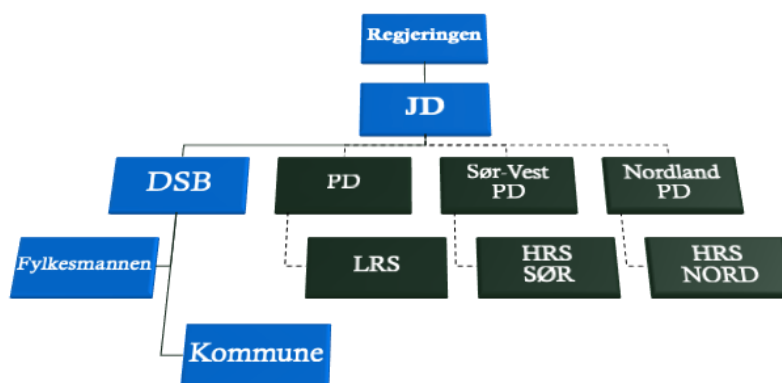 Regjeringen
JD
DSB
PD
Sør-Vest
PD
Nordland
PD
Fylkesmannen
LRS
HRS
SØR
HRS
NORD
Kommune